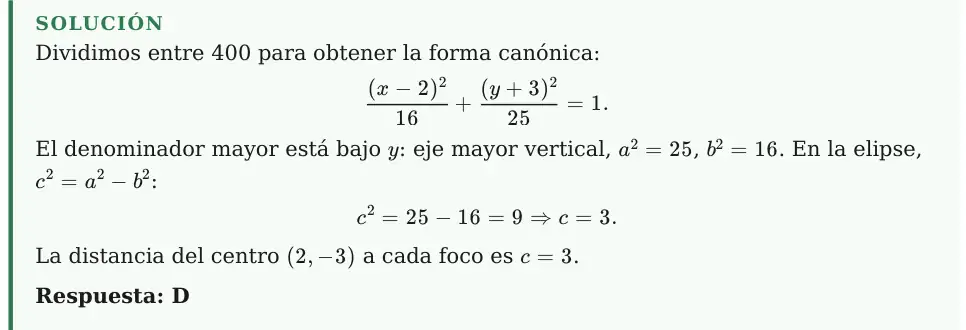 SOLUCIÓN
Dividimos entre 400 para obtener la forma canónica:
(x − 2)²/16 + (y + 3)²/25 = 1.
El denominador mayor está bajo y: eje mayor vertical, a² = 25, b² = 16. En la elipse,
c² = a² − b²:
c² = 25 − 16 = 9 ⇒ c = 3.
La distancia del centro (2, −3) a cada foco es c = 3.
Respuesta: D